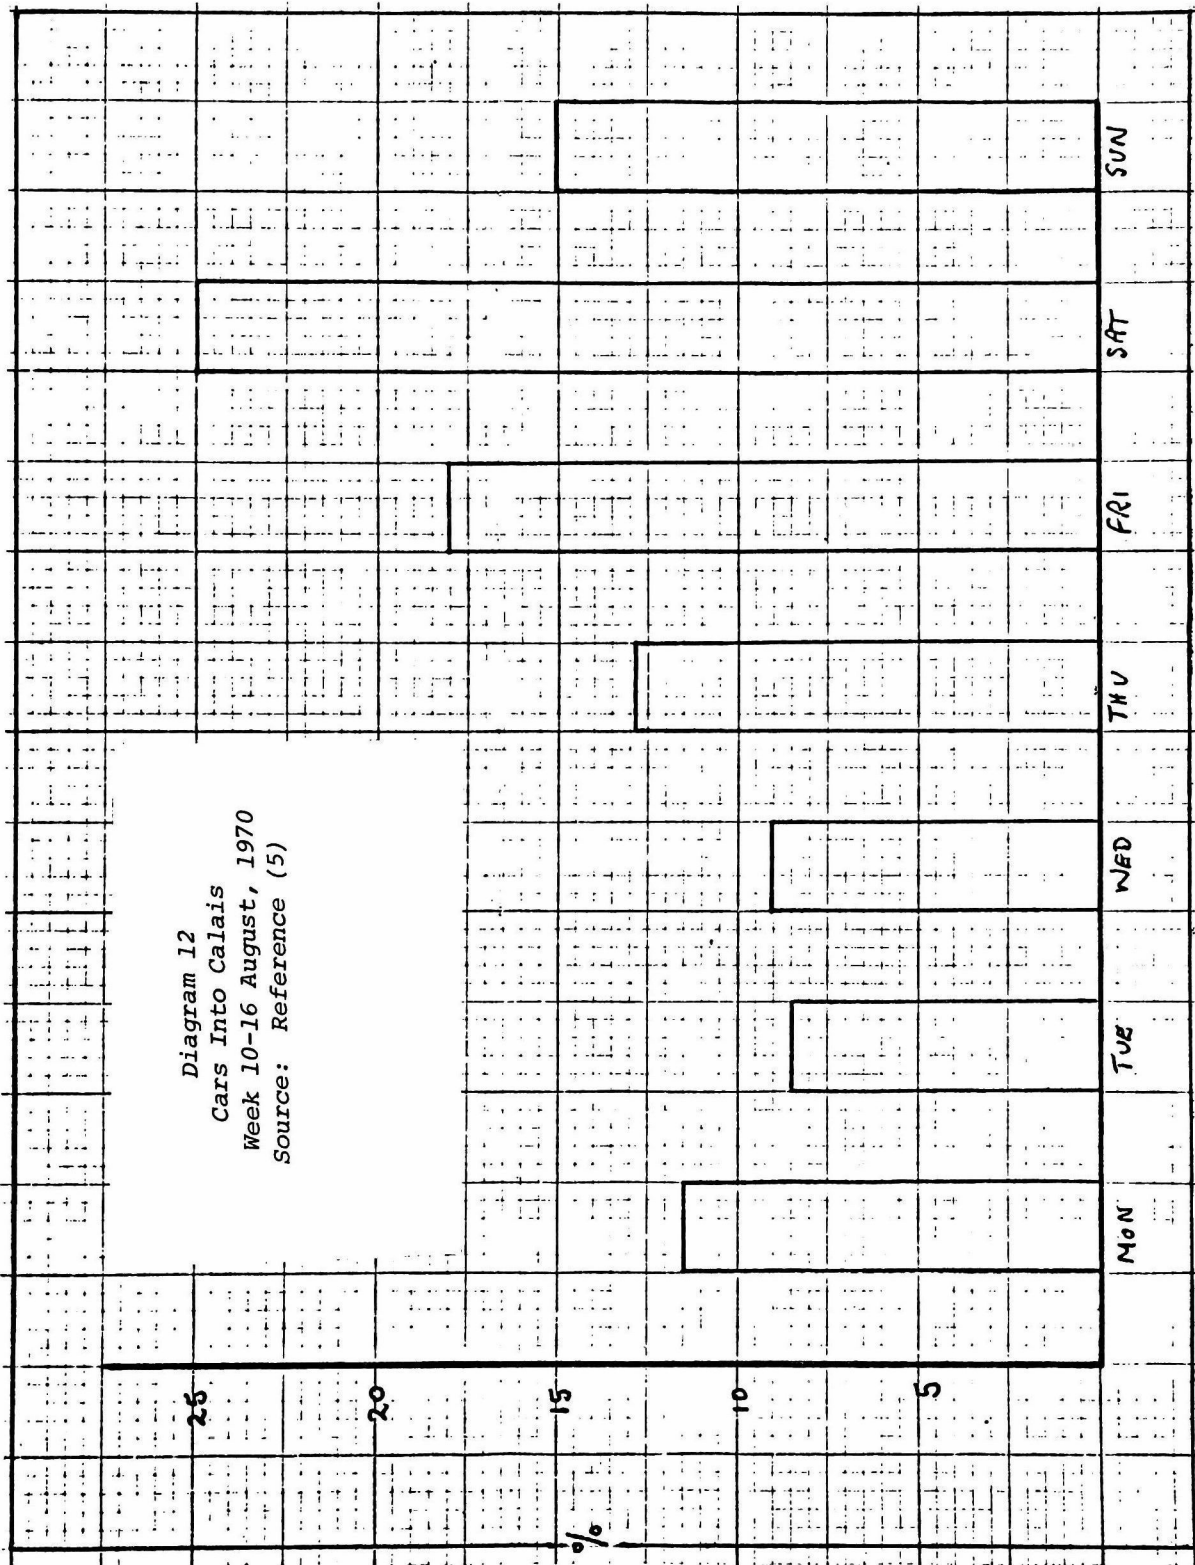 Diagram 12
Cars Into Calais
Week 10-16 August, 1970
Source: Reference (5)
%
25
20
15
10
5
MON
TUE
WED
THU
FRI
SAT
SUN